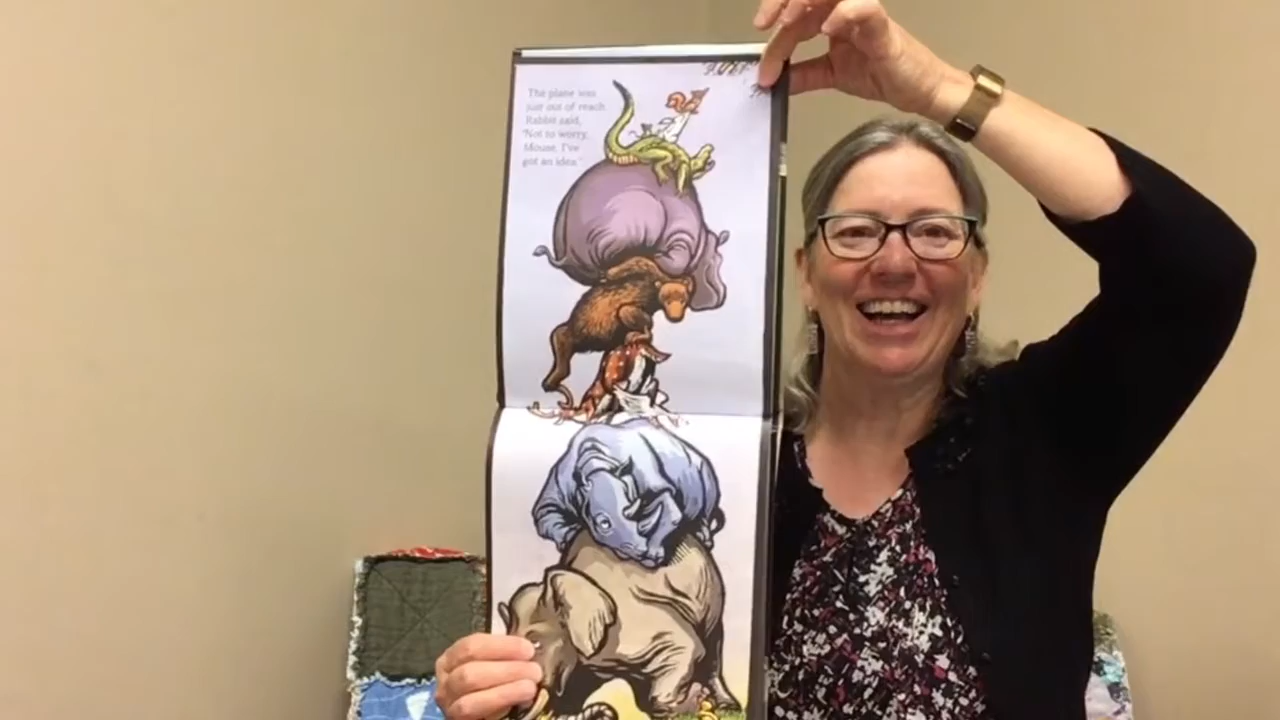 The plane was
just out of reach.
Rabbit said,
"Not to worry,
Mouse, I've
got an idea."